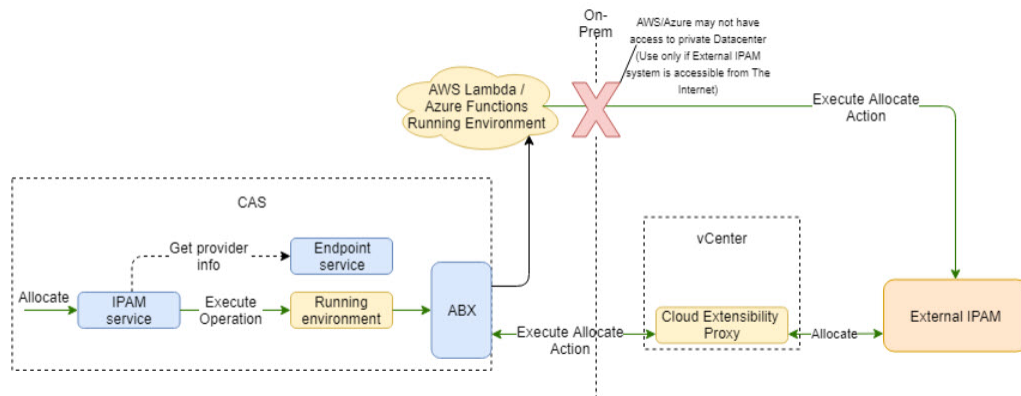 On-
Prem
AWS/Azure may not have
access to private Datacenter
(Use only if External IPAM
system is accessible from The
Internet)
AWS Lambda /
Azure Functions
Running Environment
Execute Allocate
Action
CAS
Get provider
info
Endpoint
service
vCenter
Allocate
IPAM
service
Execute
Operation
Running
environment
ABX
Execute Allocate
Action
Cloud Extensibility
Proxy
Allocate
External IPAM